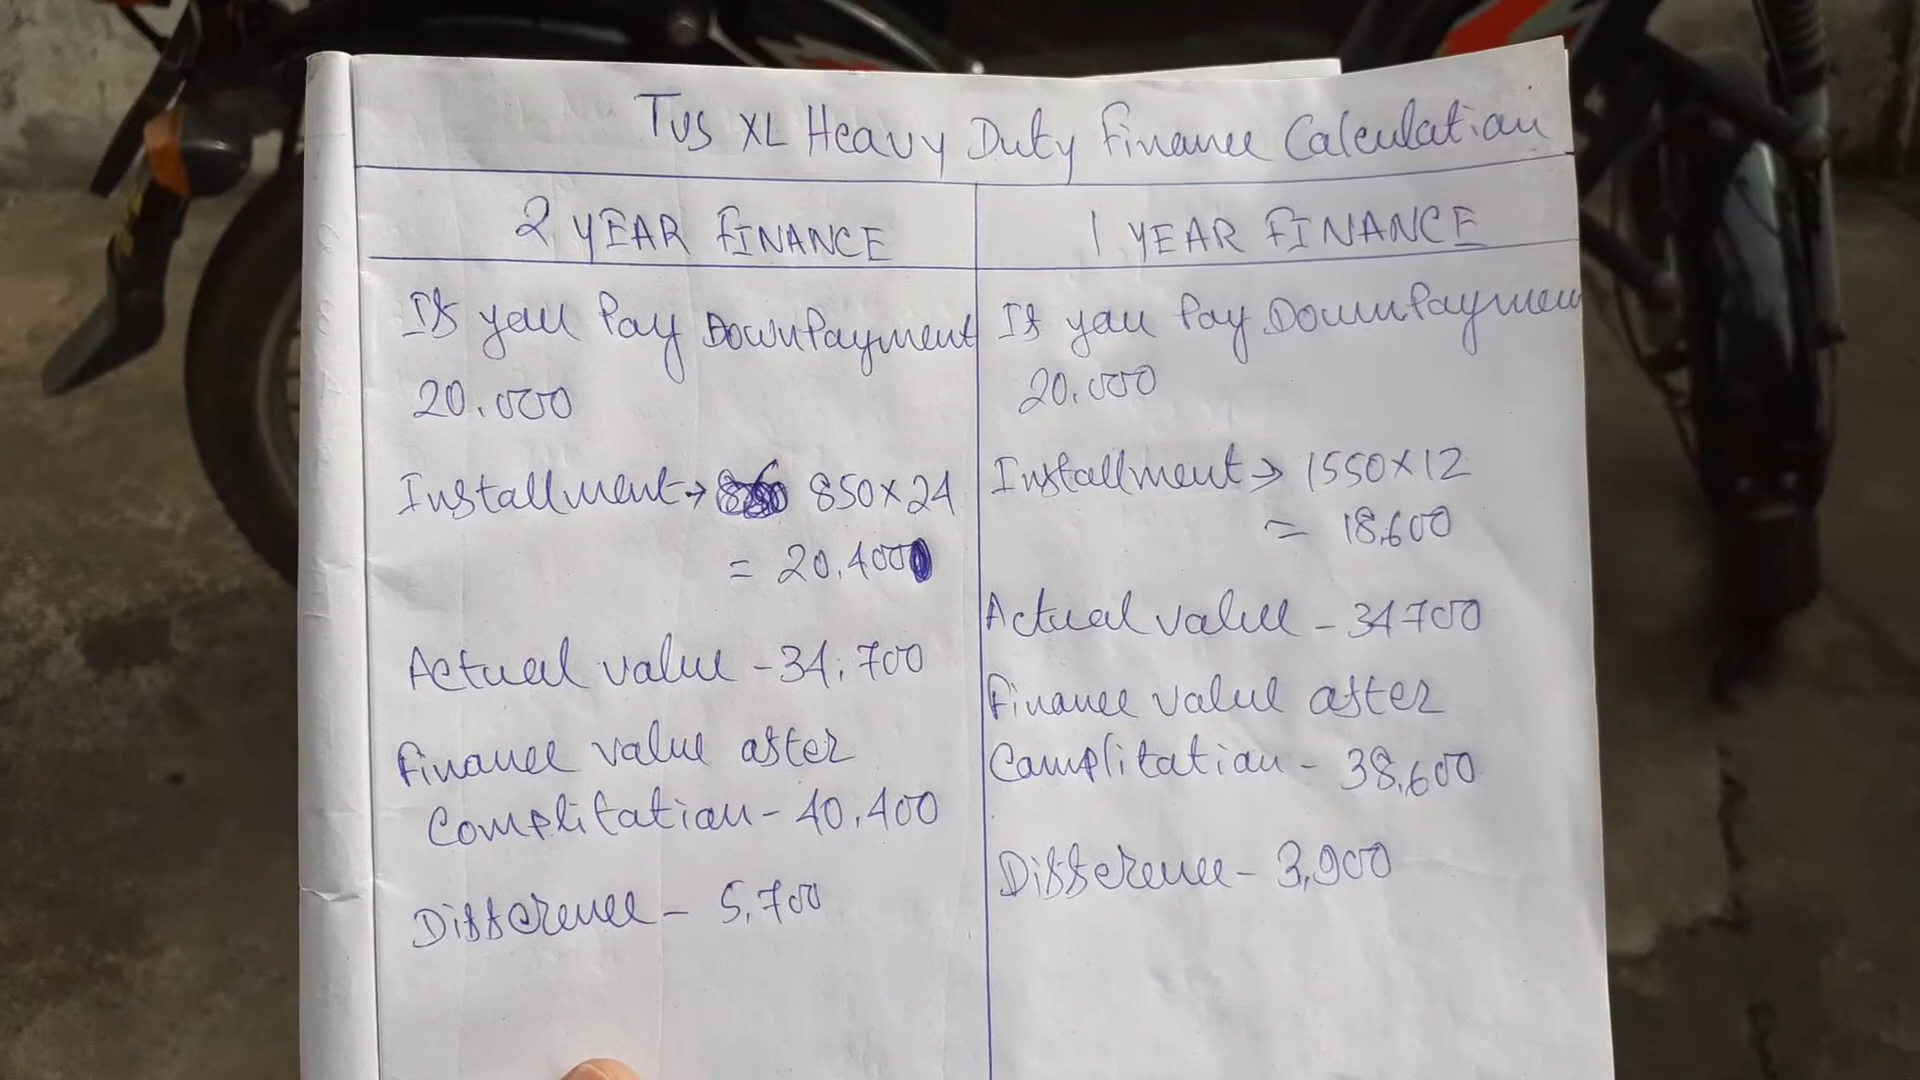 TVS XL Heavy Duty Finance Calculation
2 YEAR FINANCE
If you Pay DownPayment
20.000
Installment → 850×24
= 20.400
Actual value - 34.700
Finance value after
Complitation - 40.400
Difference - 5.700
1 YEAR FINANCE
If you Pay DownPaymen
20.000
Installment → 1550×12
= 18,600
Actual value - 34700
Finance value after
Complitation - 38,600
Difference - 3,900